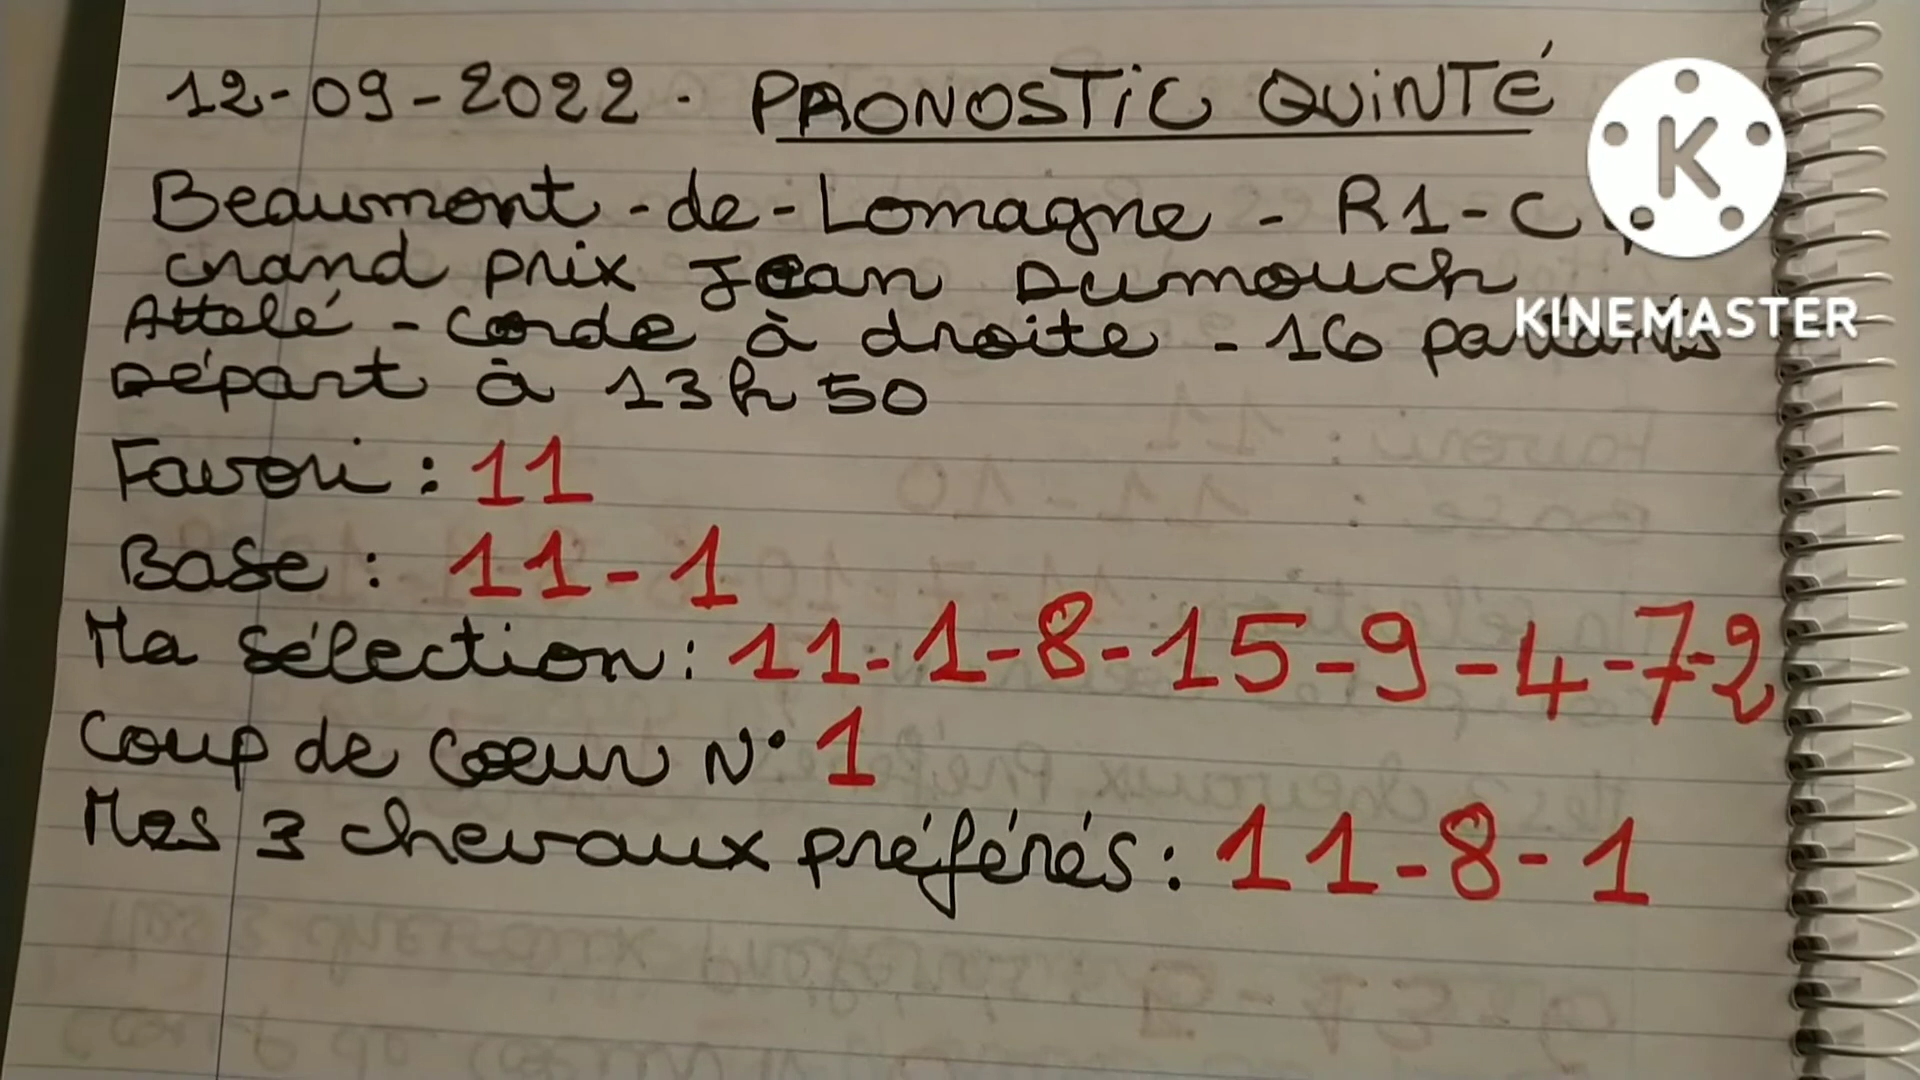 12-09-2022. PRONOSTIC QUINTÉ
Beaumont-de-Lomagne - R1-C
Grand prix Jean Dumouch
Attelé - Corde à droite - 16 partants
Départ à 13h50
Favori : 11
Base : 11-1
Ma sélection : 11-1-8-15-9-4-7-2
Coup de cœur N° 1
Mes 3 chevaux préférés : 11-8-1
K
KINEMASTER